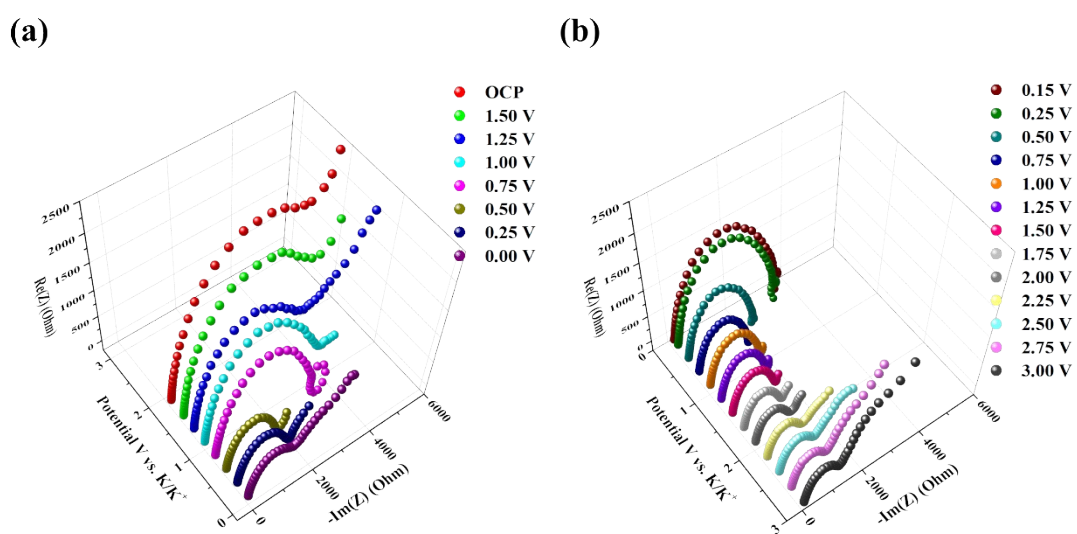 (a)
OCP
1.50 V
1.25 V
1.00 V
0.75 V
0.50 V
0.25 V
0.00 V
2500
2000
1500
1000
500
0
Re(Z) (Ohm)
3
2
1
0
Potential V vs. K/K+
0
2000
4000
6000
-Im(Z) (Ohm)
(b)
0.15 V
0.25 V
0.50 V
0.75 V
1.00 V
1.25 V
1.50 V
1.75 V
2.00 V
2.25 V
2.50 V
2.75 V
3.00 V
2500
2000
1500
1000
500
0
Re(Z) (Ohm)
0
1
2
3
Potential V vs. K/K+
0
2000
4000
6000
-Im(Z) (Ohm)